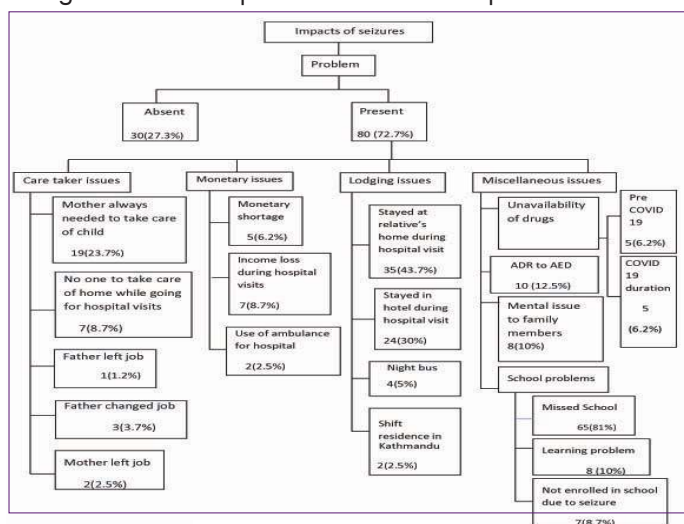 Impacts of seizures
Problem
Absent
30(27.3%)
Present
80 (72.7%)
Care taker issues
Mother always
needed to take care of
child
19(23.7%)
No one to take care
of home while going
for hospital visits
7(8.7%)
Father left job
1(1.2%)
Father changed job
3(3.7%)
Mother left job
2(2.5%)
Monetary issues
Monetary
shortage
5(6.2%)
Income loss during
hospital visits
7(8.7%)
Use of ambulance
for hospital
2(2.5%)
Lodging issues
Stayed at
relative's
home during
hospital visit
35(43.7%)
Stayed in
hotel during
hospital visit
24(30%)
Night bus
4(5%)
Shift
residence in
Kathmandu
2(2.5%)
Miscellaneous issues
Unavailability
of drugs
Pre
COVID
19
5(6.2%)
COVID
19
duration
5
(6.2%)
ADR to AED
10 (12.5%)
Mental issue
to family
members
8(10%)
School problems
Missed School
65(81%)
Learning problem
8 (10%)
Not enrolled in school
due to seizure
7(8.7%)